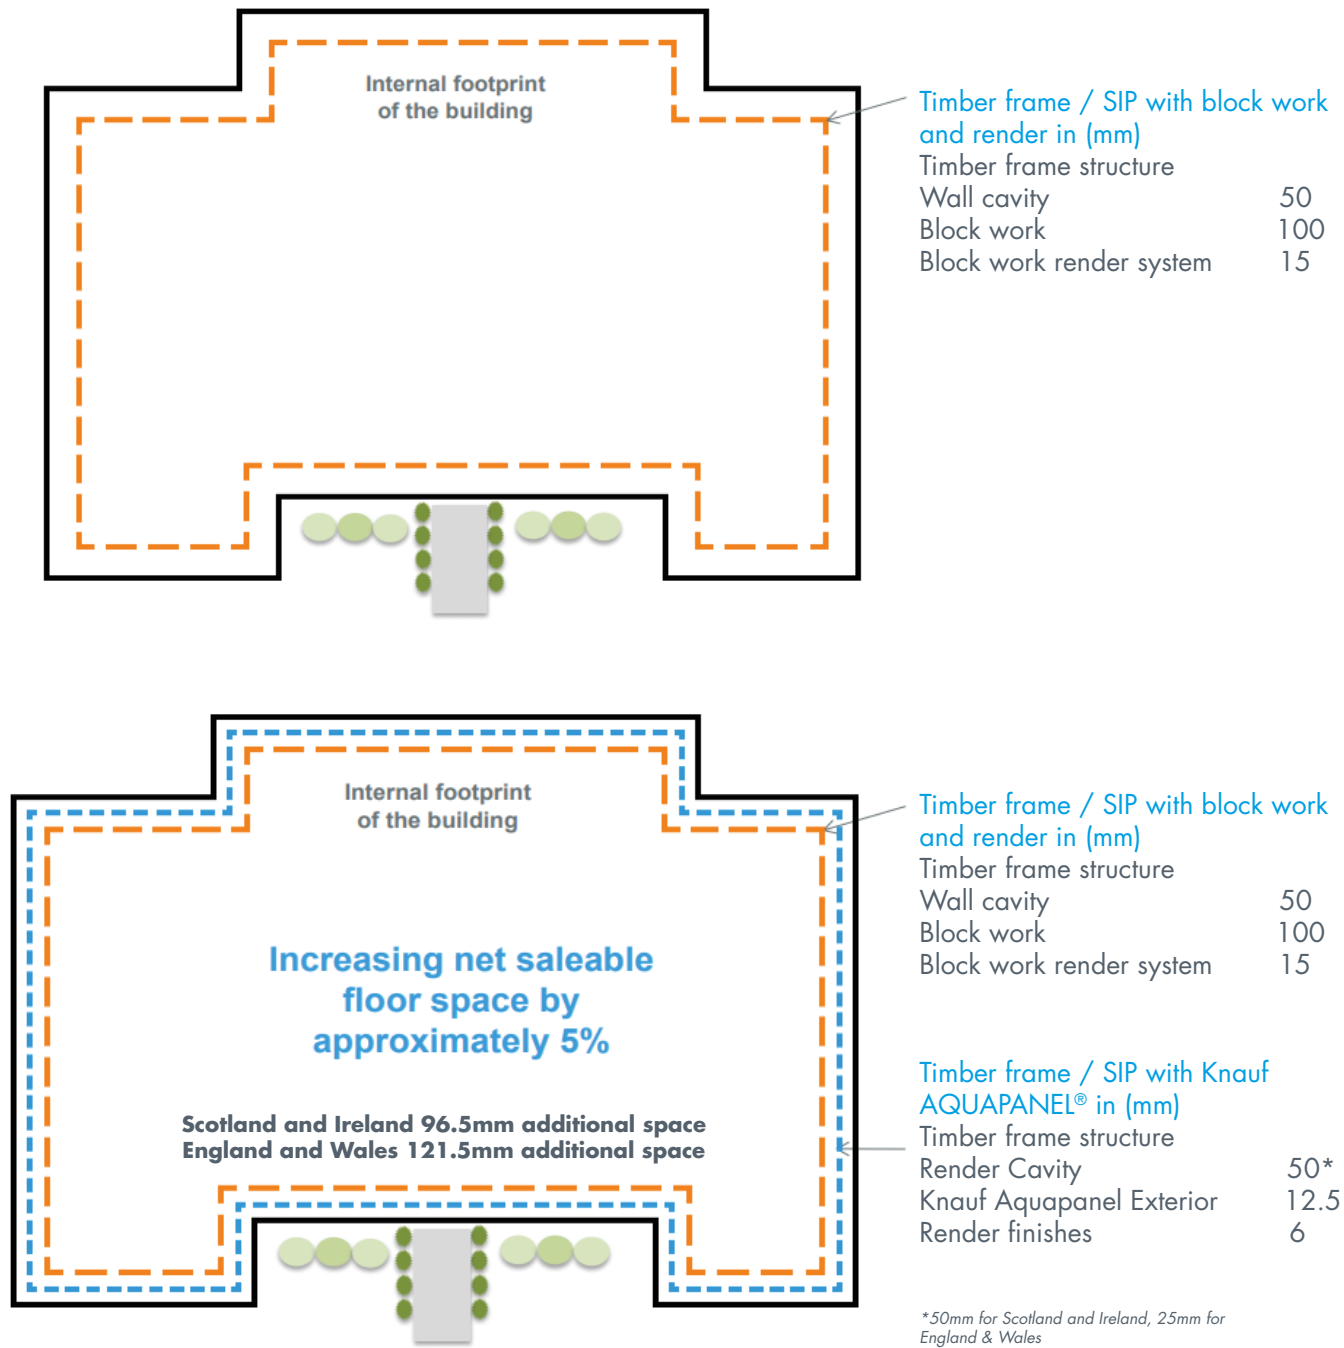 Internal footprint
of the building
Timber frame / SIP with block work
and render in (mm)
Timber frame structure
Wall cavity 50
Block work 100
Block work render system 15
Internal footprint
of the building
Increasing net saleable
floor space by
approximately 5%
Scotland and Ireland 96.5mm additional space
England and Wales 121.5mm additional space
Timber frame / SIP with block work
and render in (mm)
Timber frame structure
Wall cavity 50
Block work 100
Block work render system 15
Timber frame / SIP with Knauf
AQUAPANEL® in (mm)
Timber frame structure
Render Cavity 50*
Knauf Aquapanel Exterior 12.5
Render finishes 6
*50mm for Scotland and Ireland, 25mm for
England & Wales